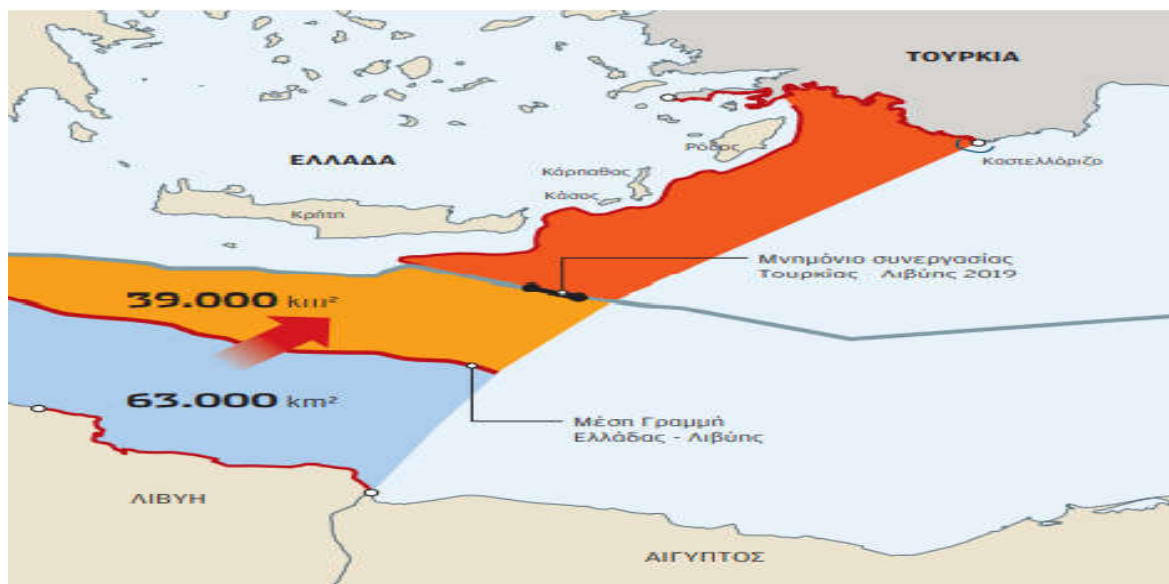 ΤΟΥΡΚΙΑ
Ρόδος
ΕΛΛΑΔΑ
Καστελλόριζο
Κάρπαθος
Κάσος
Κρήτη
Μνημόνιο συνεργασίας
Τουρκίας - Λιβύης 2019
39.000 km²
63.000 km²
Μέση Γραμμή
Ελλάδας - Λιβύης
ΛΙΒΥΗ
ΑΙΓΥΠΤΟΣ